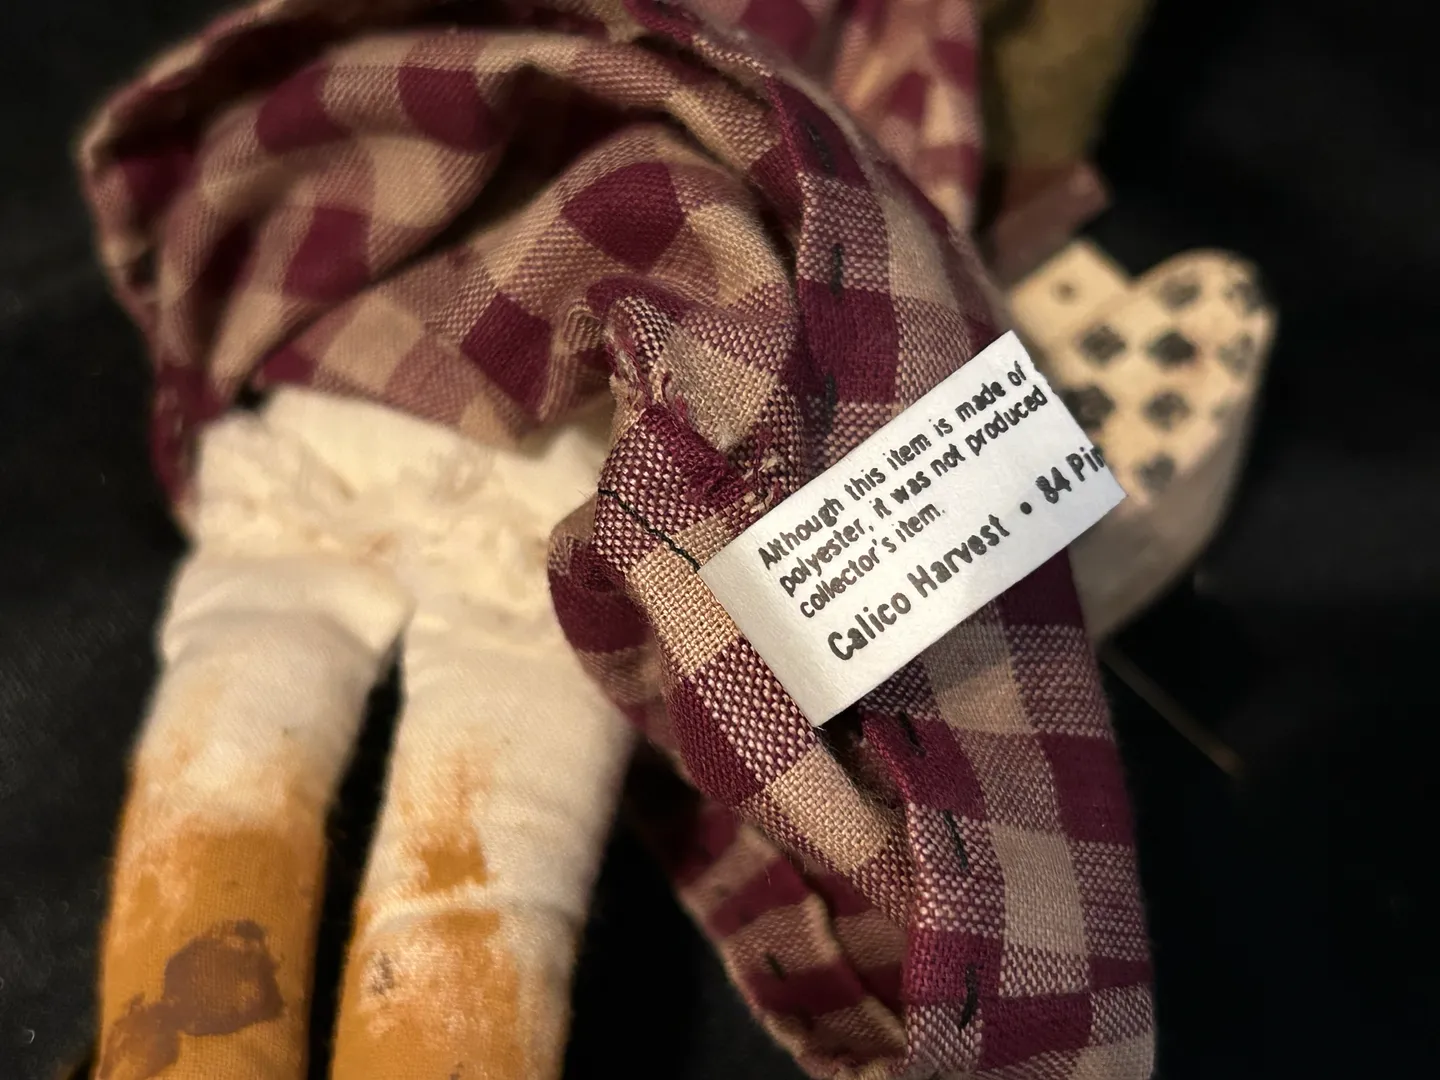 Although this item is made of
polyester, it was not produced
collector's item.
Calico Harvest • 84